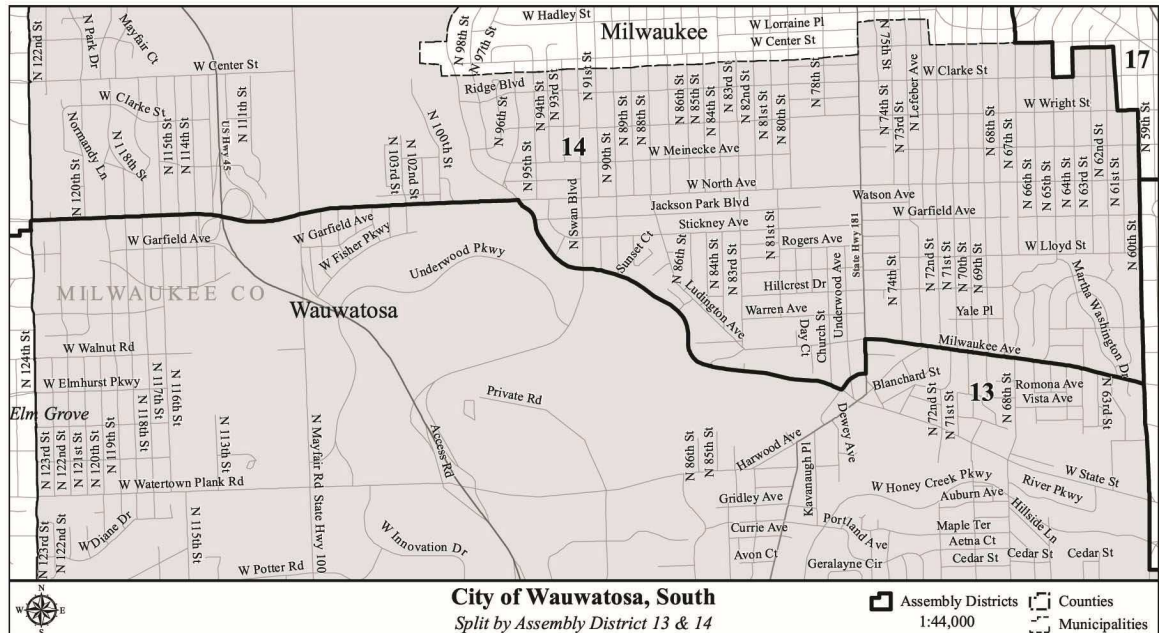 W Hadley St
W Lorraine Pl
Milwaukee
W Center St
N 98th St
N 97th St
N 122nd St
N Park Dr
Mayfair Ct
W Center St
17
N 75th St
W Clarke St
Ridge Blvd
N 91st St
N 94th St
N 93rd St
N 96th St
N 89th St
N 88th St
N 86th St
N 85th St
N 84th St
N 83rd St
N 82nd St
N 81st St
N 80th St
N 78th St
N 74th St
N 73rd St
N Lefeber Ave
W Wright St
N 59th St
W Clarke St
Normandy Ln
N 118th St
N 115th St
N 114th St
US Hwy 45
N 111th St
N 100th St
14
N 68th St
N 67th St
N 120th St
N 103rd St
N 102nd St
N 95th St
N 90th St
W Meinecke Ave
N 66th St
N 65th St
N 64th St
N 63rd St
N 62nd St
N 61st St
W North Ave
Watson Ave
Jackson Park Blvd
W Garfield Ave
Stickney Ave
N Swan Blvd
W Garfield Ave
W Garfield Ave
W Fisher Pkwy
Underwood Pkwy
Sunset Ct
N 86th St
N 84th St
N 83rd St
N 81st St
Rogers Ave
State Hwy 181
N 74th St
N 72nd St
N 71st St
N 70th St
N 69th St
W Lloyd St
N 60th St
MILWAUKEE CO
Wauwatosa
Ludington Ave
Hillcrest Dr
Underwood Ave
Martha Washington Dr
Warren Ave
Yale Pl
Day Ct
Church St
N 124th St
W Walnut Rd
Milwaukee Ave
W Elmhurst Pkwy
N 117th St
N 116th St
Blanchard St
13
Romona Ave
Vista Ave
N 63rd St
Private Rd
Elm Grove
N 118th St
N 72nd St
N 71st St
N 68th St
N 123rd St
N 122nd St
N 121st St
N 120th St
N 119th St
N 113th St
N Mayfair Rd
Access Rd
Dewey Ave
Harwood Ave
N 86th St
N 85th St
Kavanaugh Pl
W State St
W Watertown Plank Rd
W Honey Creek Pkwy
River Pkwy
Gridley Ave
Auburn Ave
Hillside Ln
N 123rd St
N 122nd St
W Diane Dr
N 115th St
State Hwy 100
W Innovation Dr
Currie Ave
Portland Ave
Maple Ter
Aetna Ct
Avon Ct
Geralayne Cir
Cedar St
Cedar St
Cedar St
W Potter Rd
N
W
E
S
City of Wauwatosa, South
Split by Assembly District 13 & 14
Assembly Districts
Counties
1:44,000
Municipalities